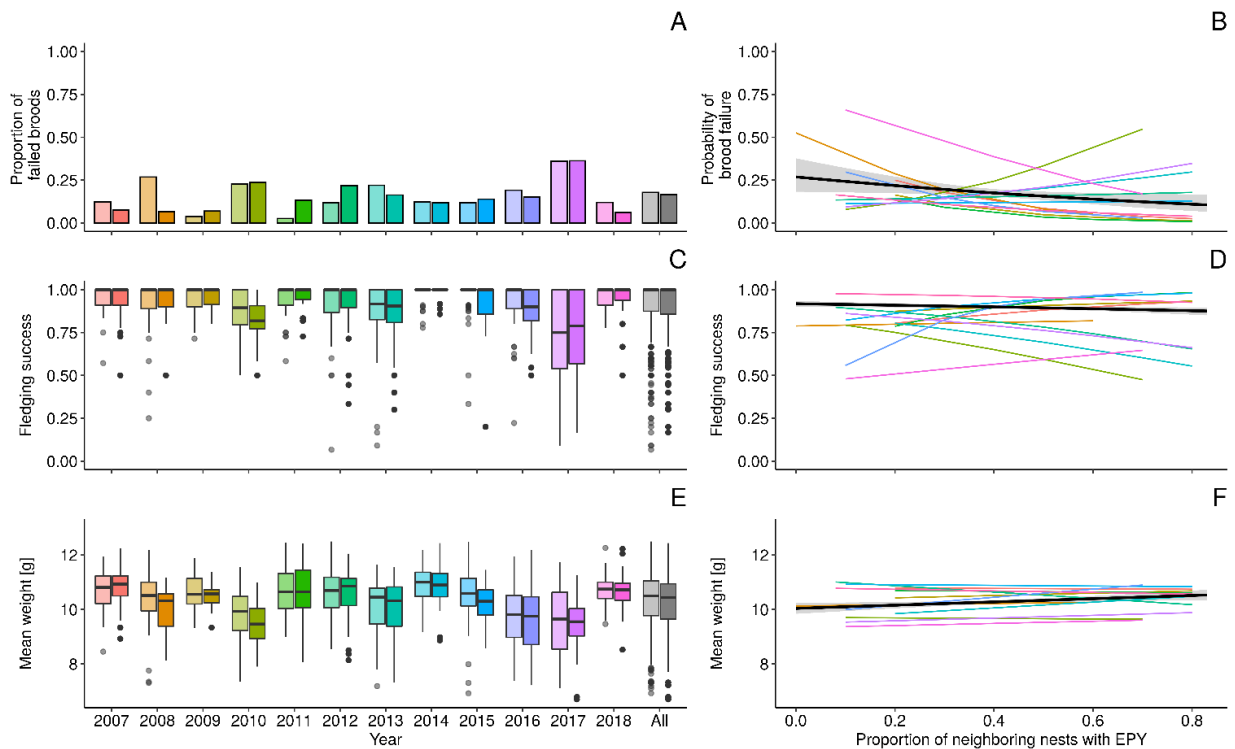 A
Proportion of
failed broods
1.00
0.75
0.50
0.25
0.00
B
Probability of
brood failure
1.00
0.75
0.50
0.25
0.00
C
Fledging success
1.00
0.75
0.50
0.25
0.00
D
Fledging success
1.00
0.75
0.50
0.25
0.00
E
Mean weight [g]
12
10
8
2007 2008 2009 2010 2011 2012 2013 2014 2015 2016 2017 2018 All
Year
F
Mean weight [g]
12
10
8
0.0 0.2 0.4 0.6 0.8
Proportion of neighboring nests with EPY